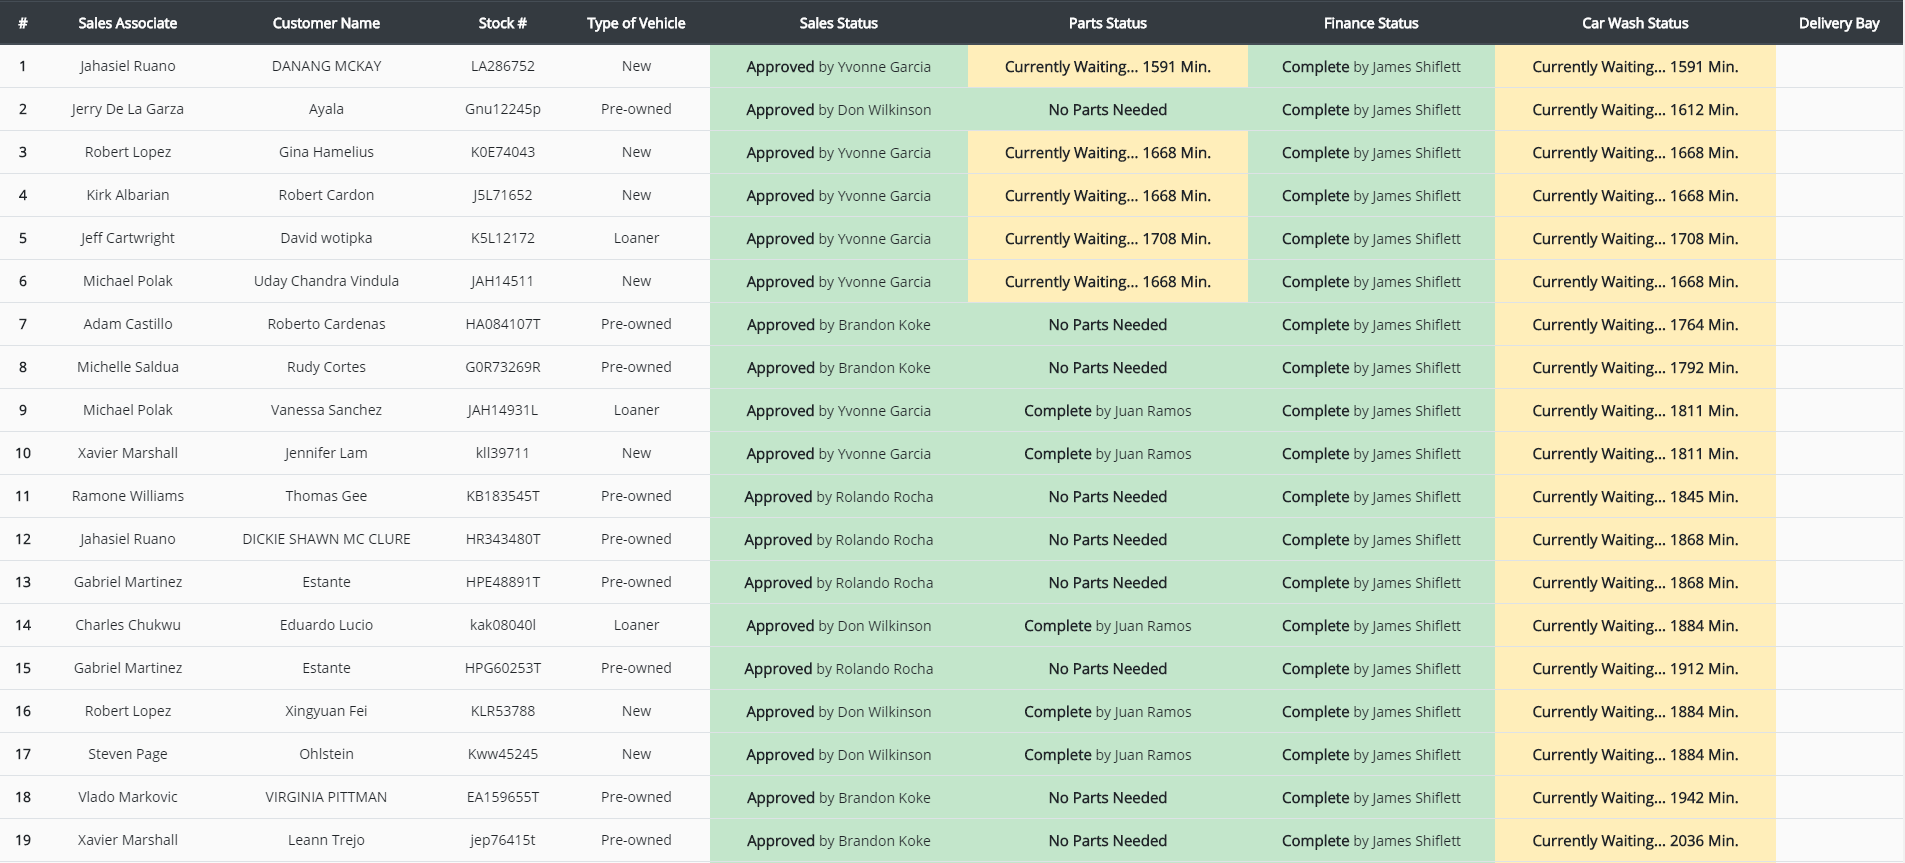 # Sales Associate Customer Name Stock # Type of Vehicle Sales Status Parts Status Finance Status Car Wash Status Delivery Bay
1 Jahasiel Ruano DANANG MCKAY LA286752 New Approved by Yvonne Garcia Currently Waiting... 1591 Min. Complete by James Shiflett Currently Waiting... 1591 Min.
2 Jerry De La Garza Ayala Gnu12245p Pre-owned Approved by Don Wilkinson No Parts Needed Complete by James Shiflett Currently Waiting... 1612 Min.
3 Robert Lopez Gina Hamelius K0E74043 New Approved by Yvonne Garcia Currently Waiting... 1668 Min. Complete by James Shiflett Currently Waiting... 1668 Min.
4 Kirk Albarian Robert Cardon J5L71652 New Approved by Yvonne Garcia Currently Waiting... 1668 Min. Complete by James Shiflett Currently Waiting... 1668 Min.
5 Jeff Cartwright David wotipka K5L12172 Loaner Approved by Yvonne Garcia Currently Waiting... 1708 Min. Complete by James Shiflett Currently Waiting... 1708 Min.
6 Michael Polak Uday Chandra Vindula JAH14511 New Approved by Yvonne Garcia Currently Waiting... 1668 Min. Complete by James Shiflett Currently Waiting... 1668 Min.
7 Adam Castillo Roberto Cardenas HA084107T Pre-owned Approved by Brandon Koke No Parts Needed Complete by James Shiflett Currently Waiting... 1764 Min.
8 Michelle Saldua Rudy Cortes G0R73269R Pre-owned Approved by Brandon Koke No Parts Needed Complete by James Shiflett Currently Waiting... 1792 Min.
9 Michael Polak Vanessa Sanchez JAH14931L Loaner Approved by Yvonne Garcia Complete by Juan Ramos Complete by James Shiflett Currently Waiting... 1811 Min.
10 Xavier Marshall Jennifer Lam kll39711 New Approved by Yvonne Garcia Complete by Juan Ramos Complete by James Shiflett Currently Waiting... 1811 Min.
11 Ramone Williams Thomas Gee KB183545T Pre-owned Approved by Rolando Rocha No Parts Needed Complete by James Shiflett Currently Waiting... 1845 Min.
12 Jahasiel Ruano DICKIE SHAWN MC CLURE HR343480T Pre-owned Approved by Rolando Rocha No Parts Needed Complete by James Shiflett Currently Waiting... 1868 Min.
13 Gabriel Martinez Estante HPE48891T Pre-owned Approved by Rolando Rocha No Parts Needed Complete by James Shiflett Currently Waiting... 1868 Min.
14 Charles Chukwu Eduardo Lucio kak08040l Loaner Approved by Don Wilkinson Complete by Juan Ramos Complete by James Shiflett Currently Waiting... 1884 Min.
15 Gabriel Martinez Estante HPG60253T Pre-owned Approved by Rolando Rocha No Parts Needed Complete by James Shiflett Currently Waiting... 1912 Min.
16 Robert Lopez Xingyuan Fei KLR53788 New Approved by Don Wilkinson Complete by Juan Ramos Complete by James Shiflett Currently Waiting... 1884 Min.
17 Steven Page Ohlstein Kww45245 New Approved by Don Wilkinson Complete by Juan Ramos Complete by James Shiflett Currently Waiting... 1884 Min.
18 Vlado Markovic VIRGINIA PITTMAN EA159655T Pre-owned Approved by Brandon Koke No Parts Needed Complete by James Shiflett Currently Waiting... 1942 Min.
19 Xavier Marshall Leann Trejo jep76415t Pre-owned Approved by Brandon Koke No Parts Needed Complete by James Shiflett Currently Waiting... 2036 Min.